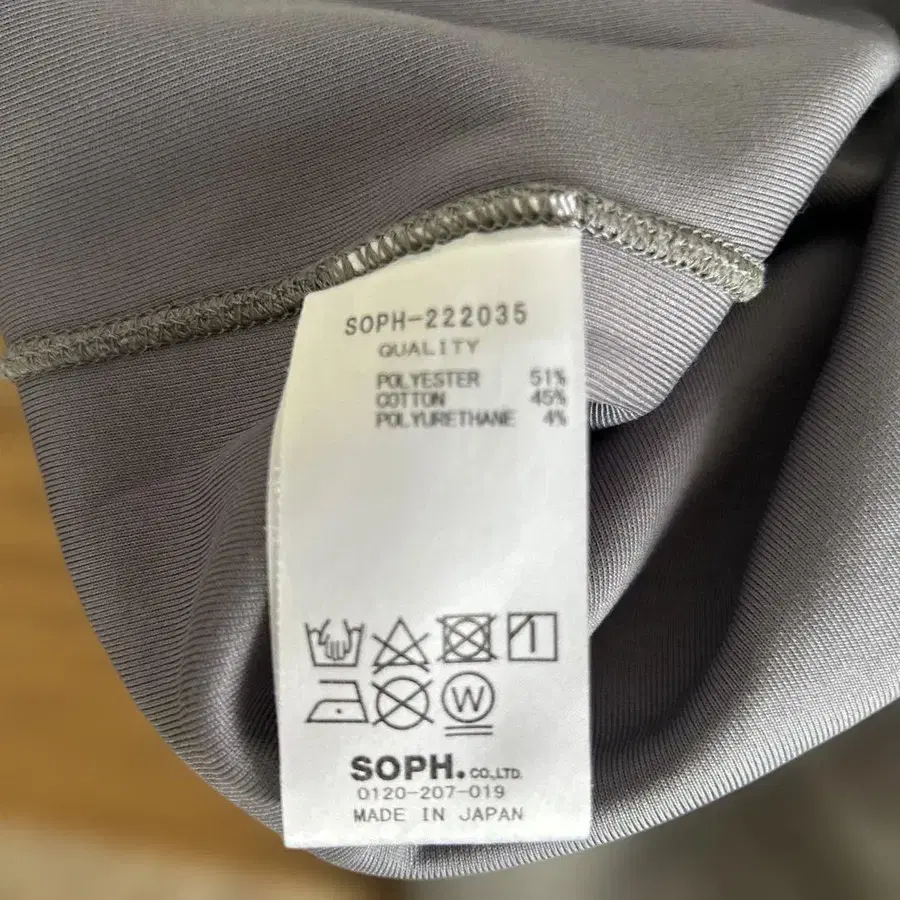 SOPH-222035
QUALITY
POLYESTER 51%
COTTON 45%
POLYURETHANE 4%
W
SOPH. CO.,LTD.
0120-207-019
MADE IN JAPAN